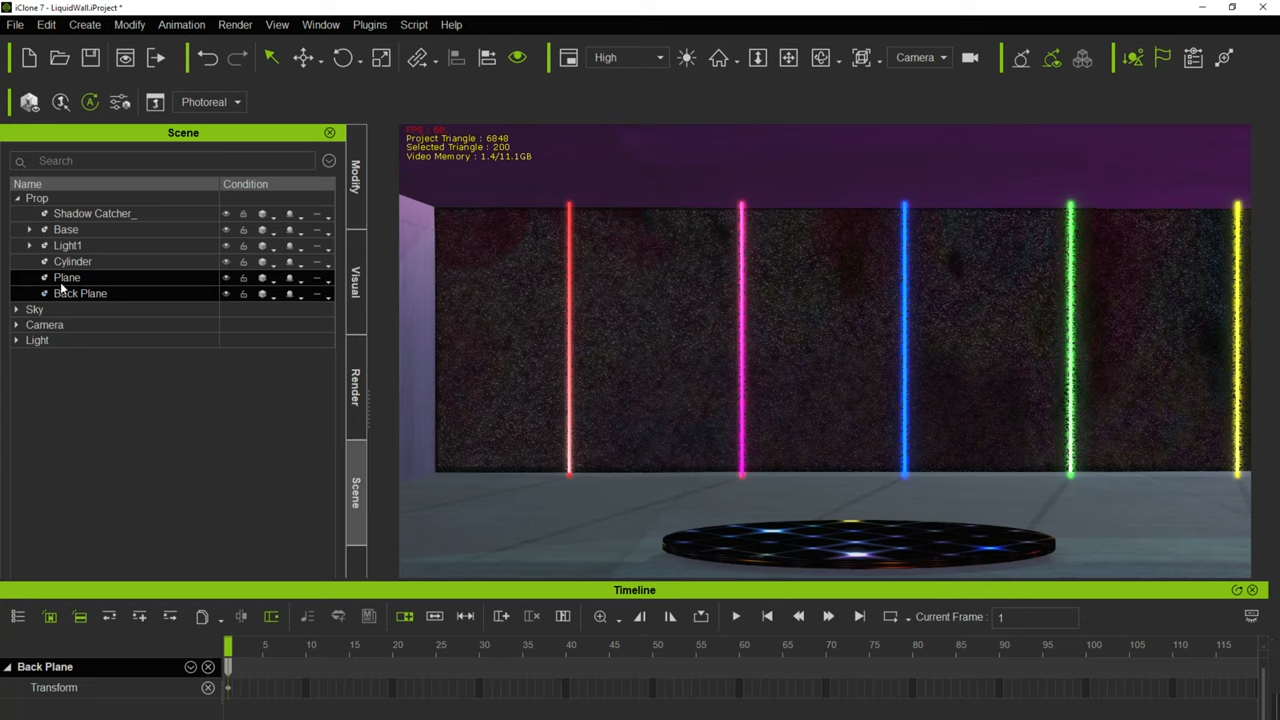 iClone 7 - LiquidWall.iProject *
File Edit Create Modify Animation Render View Window Plugins Script Help
High
Camera
Photoreal
Scene
Search
Name Condition
Prop
Shadow Catcher_
Base
Light1
Cylinder
Plane
Back Plane
Sky
Camera
Light
Modify
Visual
Render
Scene
FPS : 60
Project Triangle : 6848
Selected Triangle : 200
Video Memory : 1.4/11.1GB
Timeline
Current Frame : 1
5 10 15 20 25 30 35 40 45 50 55 60 65 70 75 80 85 90 95 100 105 110 115
Back Plane
Transform